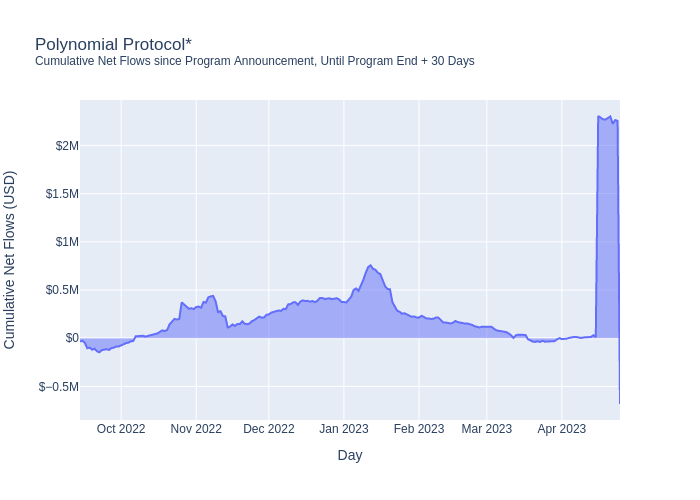 Polynomial Protocol*
Cumulative Net Flows since Program Announcement, Until Program End + 30 Days
Cumulative Net Flows (USD)
$2M
$1.5M
$1M
$0.5M
$0
$−0.5M
Oct 2022
Nov 2022
Dec 2022
Jan 2023
Feb 2023
Mar 2023
Apr 2023
Day